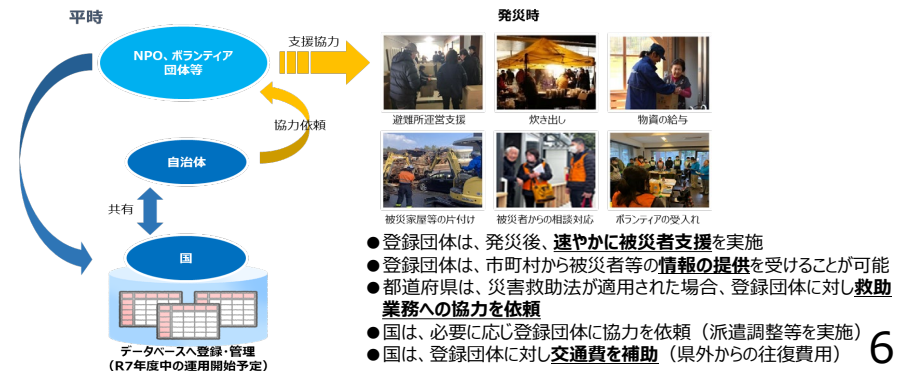 平時
NPO、ボランティア
団体等
支援協力
協力依頼
自治体
共有
国
データベースへ登録・管理
（R7年度中の運用開始予定）
発災時
避難所運営支援
炊き出し
物資の給与
被災家屋等の片付け
被災者からの相談対応
ボランティアの受入れ
●登録団体は、発災後、速やかに被災者支援を実施
●登録団体は、市町村から被災者等の情報の提供を受けることが可能
●都道府県は、災害救助法が適用された場合、登録団体に対し救助
業務への協力を依頼
●国は、必要に応じ登録団体に協力を依頼（派遣調整等を実施）
●国は、登録団体に対し交通費を補助（県外からの往復費用）
6